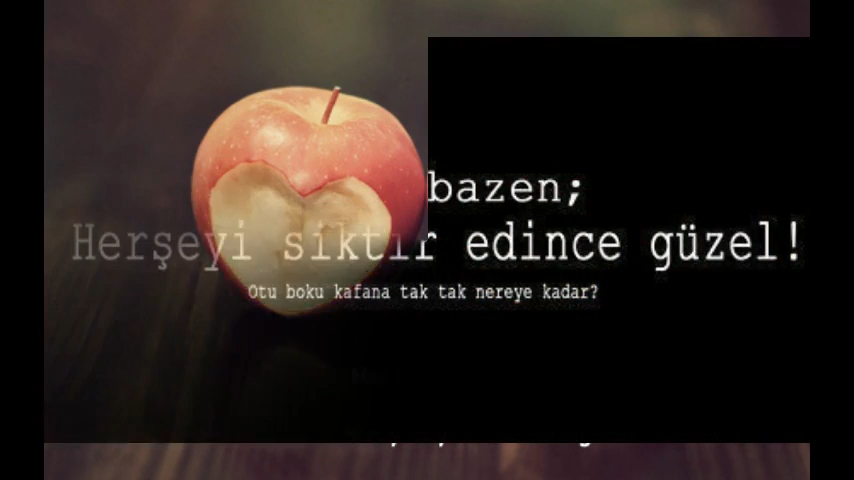 bazen;
Herşeyi siktir edince güzel!
Otu boku kafana tak tak nereye kadar?